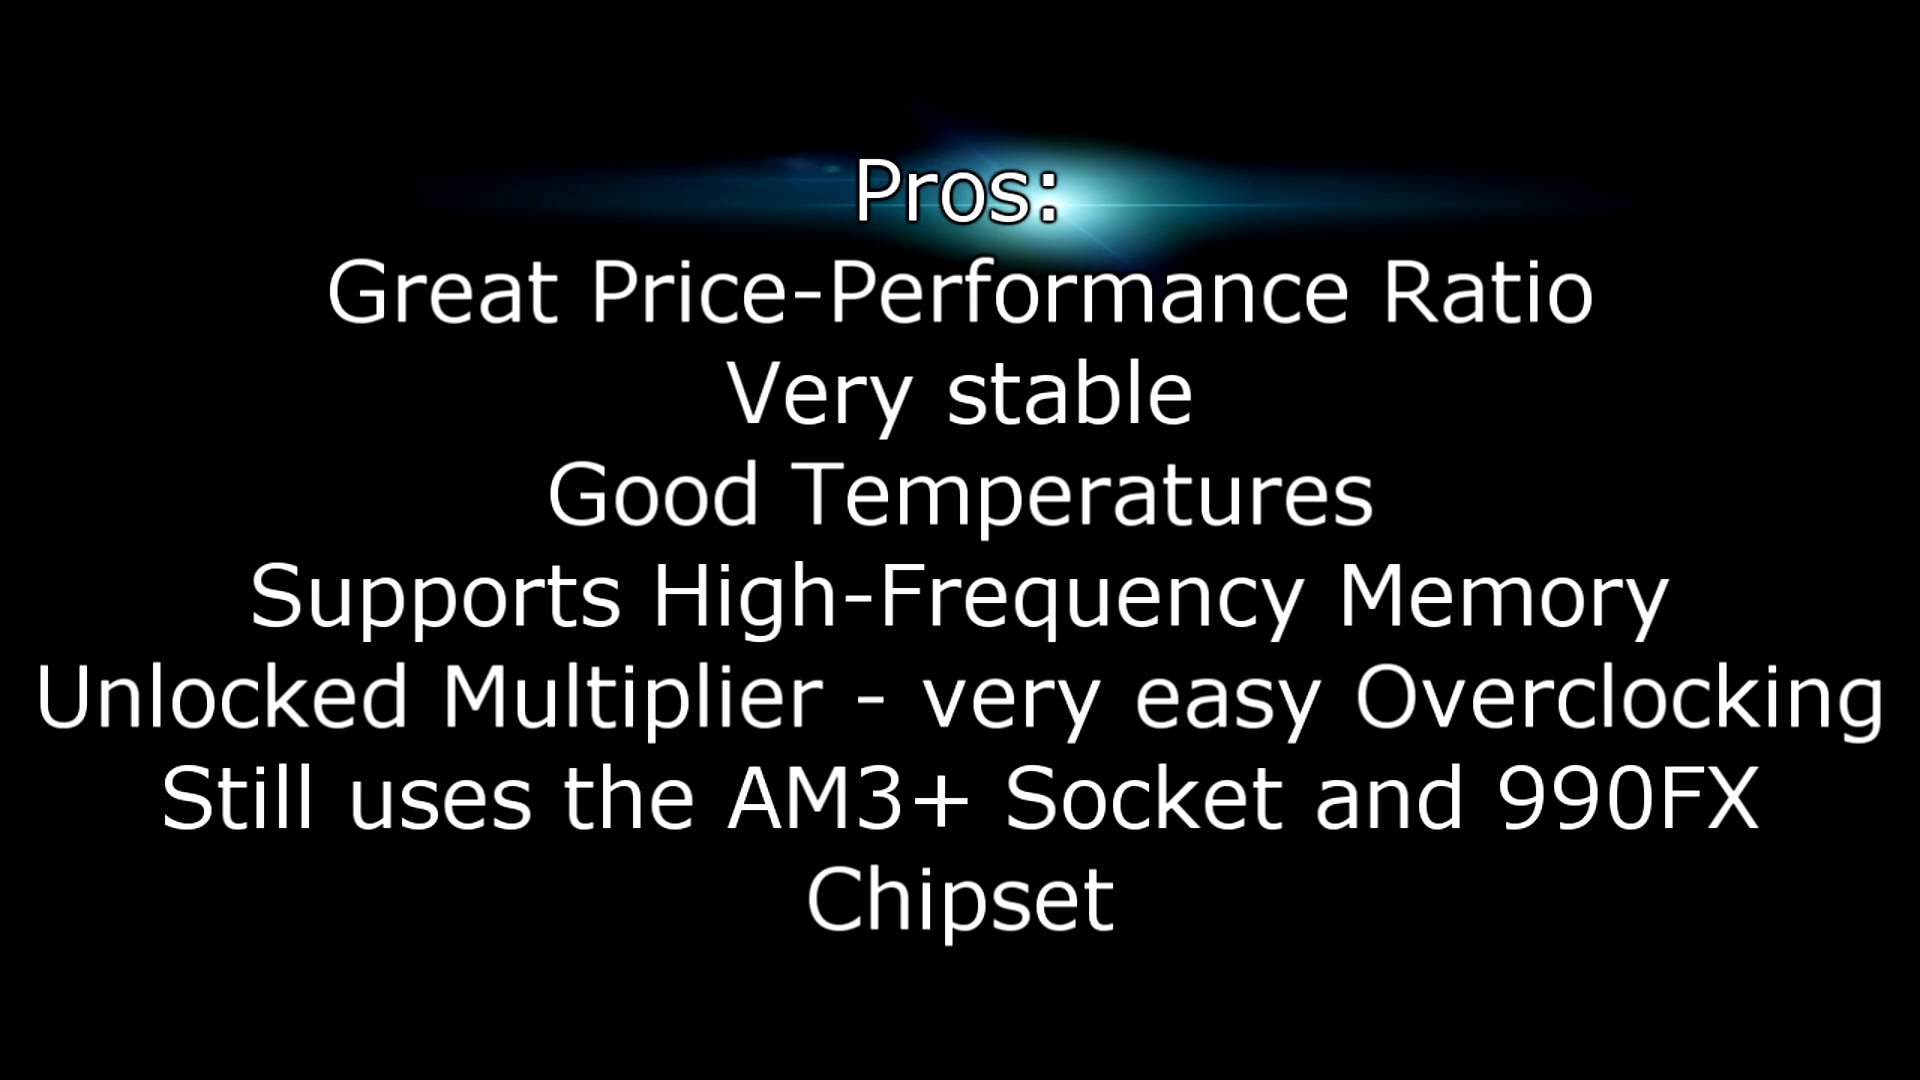 Pros:
Great Price-Performance Ratio
Very stable
Good Temperatures
Supports High-Frequency Memory
Unlocked Multiplier - very easy Overclocking
Still uses the AM3+ Socket and 990FX
Chipset